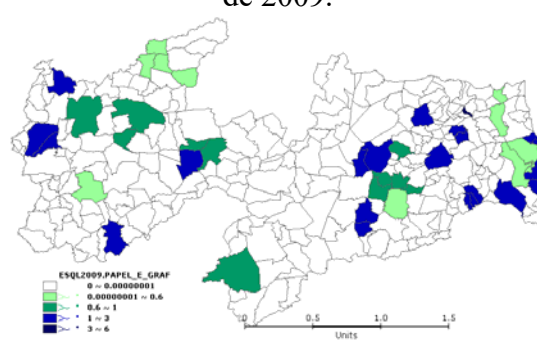 de 2009.
ESQL2009.PAPEL_E_GRAF
0 ~ 0.00000001
0.00000001 ~ 0.6
0.6 ~ 1
1 ~ 3
3 ~ 6
0 0.5 1.0 1.5
Units